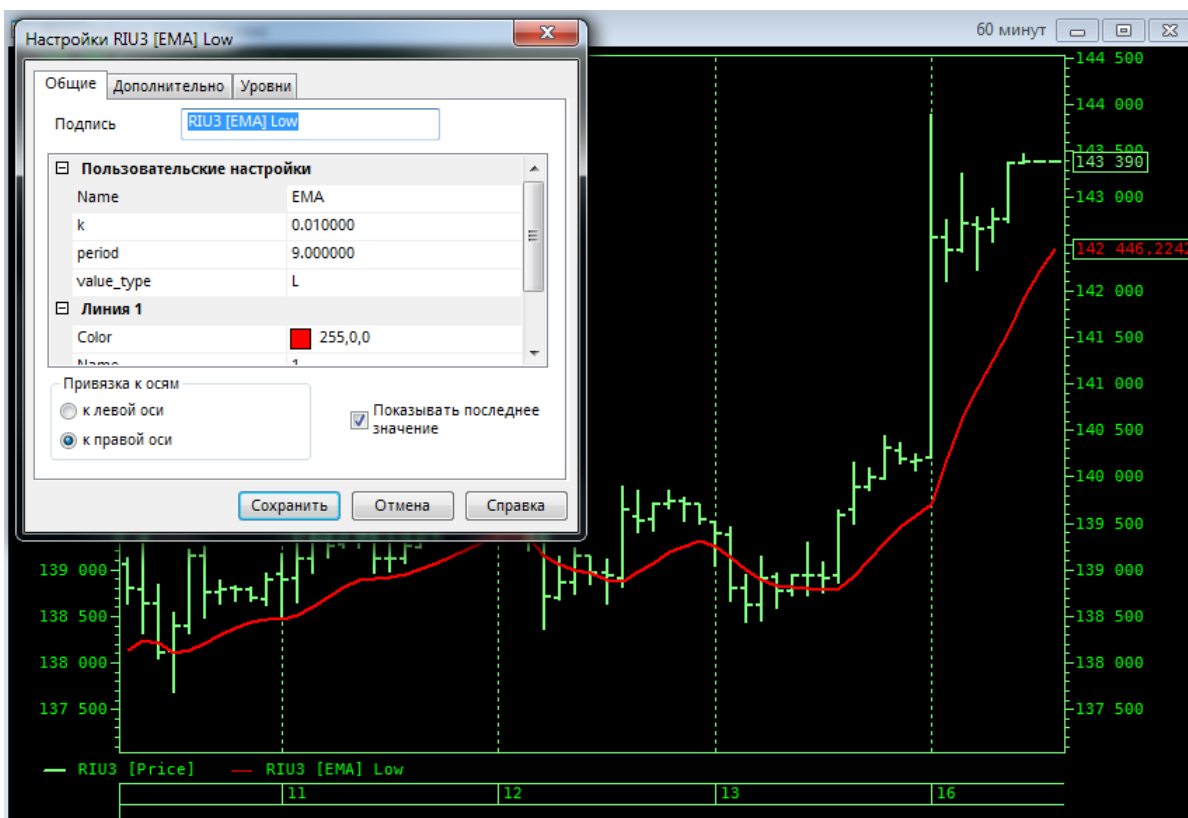 60 минут
Настройки RIU3 [EMA] Low
Общие Дополнительно Уровни
Подпись RIU3 [EMA] Low
Пользовательские настройки
Name EMA
k 0.010000
period 9.000000
value_type L
Линия 1
Color 255,0,0
Name 1
Привязка к осям
к левой оси
к правой оси
Показывать последнее
значение
Сохранить Отмена Справка
144 500
144 000
143 500
143 390
143 000
142 446,2242
142 000
141 500
141 000
140 500
140 000
139 500
139 000 139 000
138 500 138 500
138 000 138 000
137 500 137 500
RIU3 [Price] RIU3 [EMA] Low
11 12 13 16